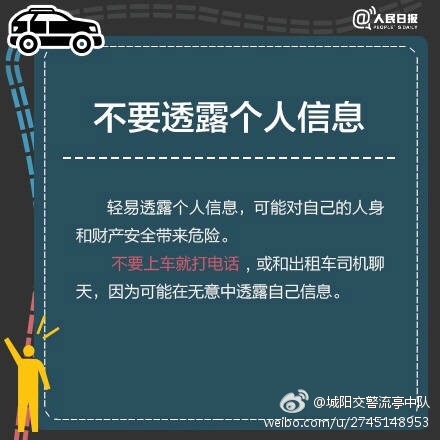 @人民日报
PEOPLE'S DAILY
不要透露个人信息
轻易透露个人信息，可能对自己的人身
和财产安全带来危险。
不要上车就打电话，或和出租车司机聊
天，因为可能在无意中透露自己信息。
@城阳交警流亭中队
weibo.com/u/2745148953